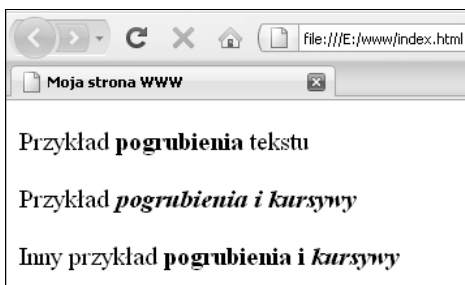 file:///E:/www/index.html
Moja strona WWW
Przykład pogrubienia tekstu
Przykład pogrubienia i kursywy
Inny przykład pogrubienia i kursywy